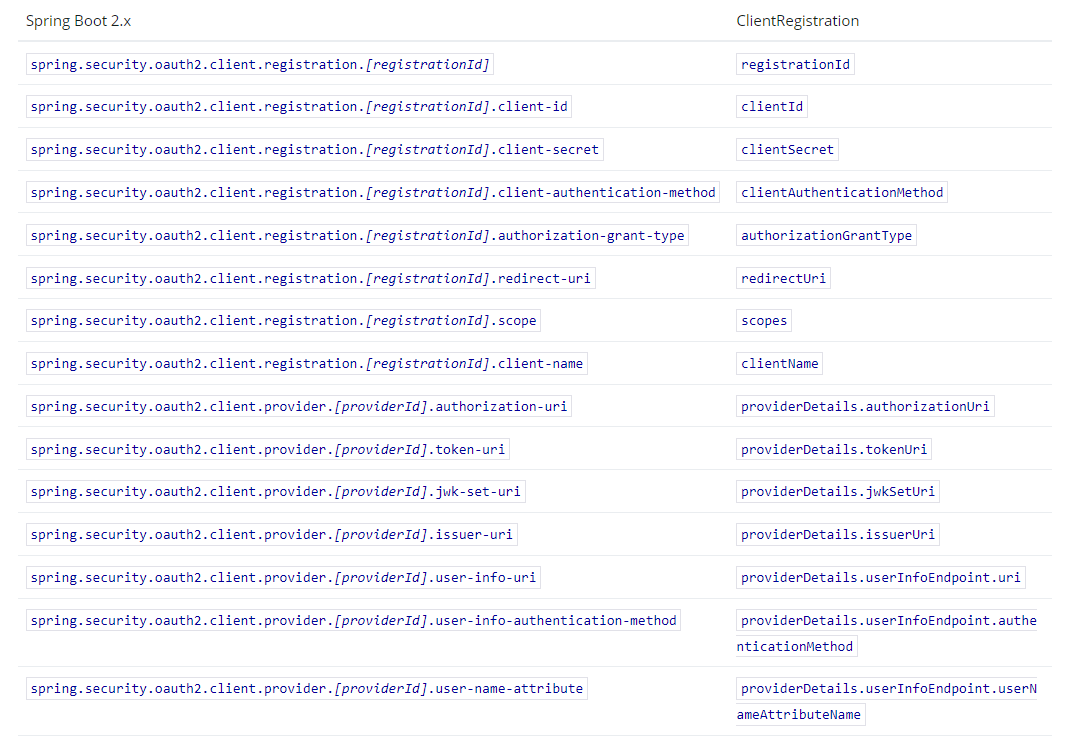 Spring Boot 2.x ClientRegistration
spring.security.oauth2.client.registration.[registrationId] registrationId
spring.security.oauth2.client.registration.[registrationId].client-id clientId
spring.security.oauth2.client.registration.[registrationId].client-secret clientSecret
spring.security.oauth2.client.registration.[registrationId].client-authentication-method clientAuthenticationMethod
spring.security.oauth2.client.registration.[registrationId].authorization-grant-type authorizationGrantType
spring.security.oauth2.client.registration.[registrationId].redirect-uri redirectUri
spring.security.oauth2.client.registration.[registrationId].scope scopes
spring.security.oauth2.client.registration.[registrationId].client-name clientName
spring.security.oauth2.client.provider.[providerId].authorization-uri providerDetails.authorizationUri
spring.security.oauth2.client.provider.[providerId].token-uri providerDetails.tokenUri
spring.security.oauth2.client.provider.[providerId].jwk-set-uri providerDetails.jwkSetUri
spring.security.oauth2.client.provider.[providerId].issuer-uri providerDetails.issuerUri
spring.security.oauth2.client.provider.[providerId].user-info-uri providerDetails.userInfoEndpoint.uri
spring.security.oauth2.client.provider.[providerId].user-info-authentication-method providerDetails.userInfoEndpoint.authe
nticationMethod
spring.security.oauth2.client.provider.[providerId].user-name-attribute providerDetails.userInfoEndpoint.userN
ameAttributeName